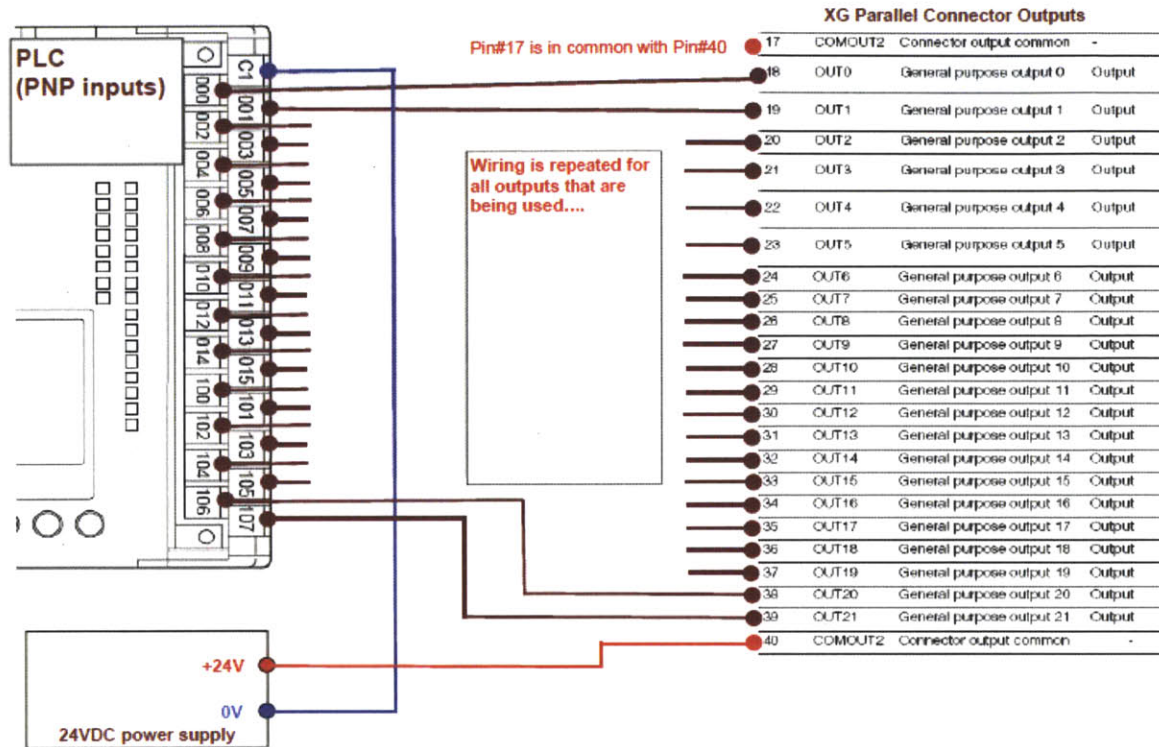 XG Parallel Connector Outputs
PLC
(PNP inputs)
Pin#17 is in common with Pin#40
17 COMOUT2 Connector output common -
18 OUT0 General purpose output 0 Output
19 OUT1 General purpose output 1 Output
20 OUT2 General purpose output 2 Output
21 OUT3 General purpose output 3 Output
22 OUT4 General purpose output 4 Output
23 OUT5 General purpose output 5 Output
24 OUT6 General purpose output 6 Output
25 OUT7 General purpose output 7 Output
26 OUT8 General purpose output 8 Output
27 OUT9 General purpose output 9 Output
28 OUT10 General purpose output 10 Output
29 OUT11 General purpose output 11 Output
30 OUT12 General purpose output 12 Output
31 OUT13 General purpose output 13 Output
32 OUT14 General purpose output 14 Output
33 OUT15 General purpose output 15 Output
34 OUT16 General purpose output 16 Output
35 OUT17 General purpose output 17 Output
36 OUT18 General purpose output 18 Output
37 OUT19 General purpose output 19 Output
38 OUT20 General purpose output 20 Output
39 OUT21 General purpose output 21 Output
40 COMOUT2 Connector output common -
Wiring is repeated for
all outputs that are
being used....
C1
000
001
002
003
004
005
006
007
008
009
010
011
012
013
014
015
100
101
102
103
104
105
106
107
+24V
0V
24VDC power supply